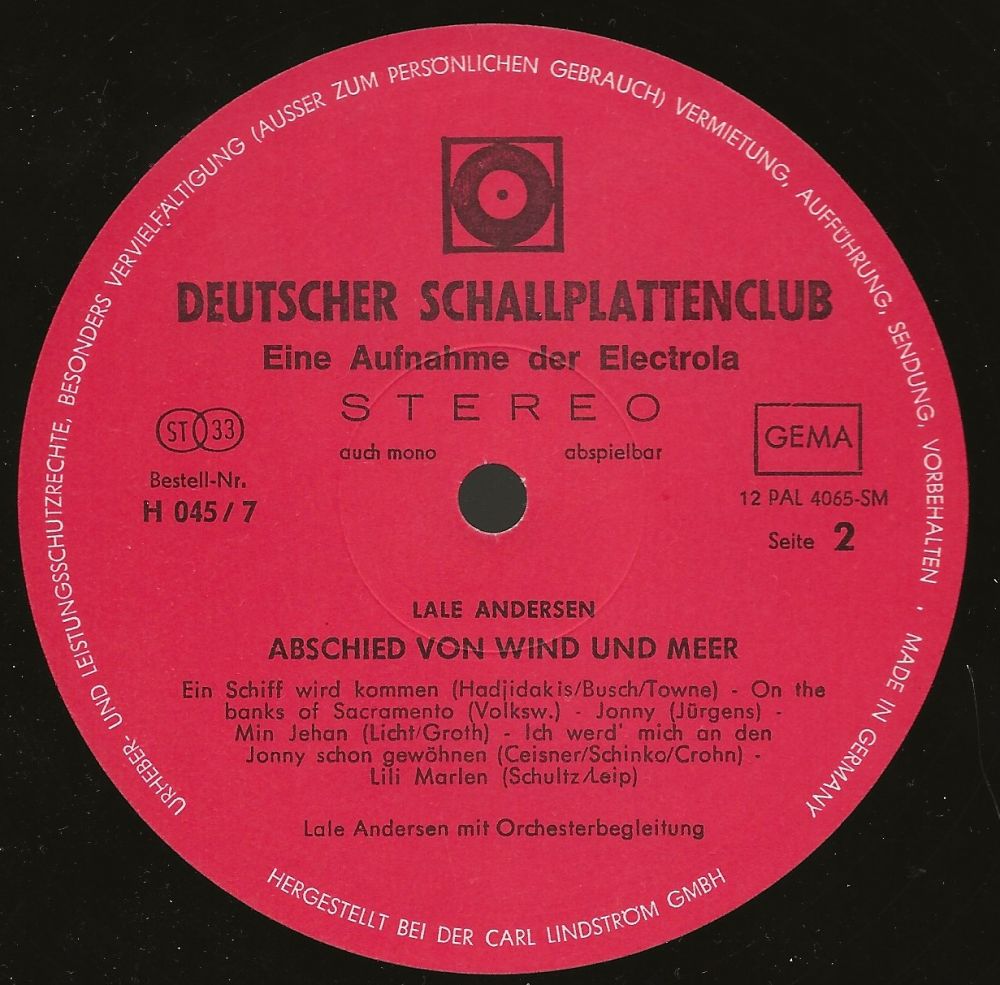 URHEBER- UND LEISTUNGSSCHUTZRECHTE, BESONDERS VERVIELFÄLTIGUNG (AUSSER ZUM PERSÖNLICHEN GEBRAUCH) VERMIETUNG, AUFFÜHRUNG, SENDUNG, VORBEHALTEN . MADE IN GERMANY
DEUTSCHER SCHALLPLATTENCLUB
Eine Aufnahme der Electrola
STEREO
auch mono abspielbar
ST 33
Bestell-Nr.
H 045/7
GEMA
12 PAL 4065-SM
Seite 2
LALE ANDERSEN
ABSCHIED VON WIND UND MEER
Ein Schiff wird kommen (Hadjidakis/Busch/Towne) - On the
banks of Sacramento (Volksw.) - Jonny (Jürgens) -
Min Jehan (Licht/Groth) - Ich werd' mich an den
Jonny schon gewöhnen (Ceisner/Schinko/Crohn) -
Lili Marlen (Schultz/Leip)
Lale Andersen mit Orchesterbegleitung
HERGESTELLT BEI DER CARL LINDSTRÖM GMBH